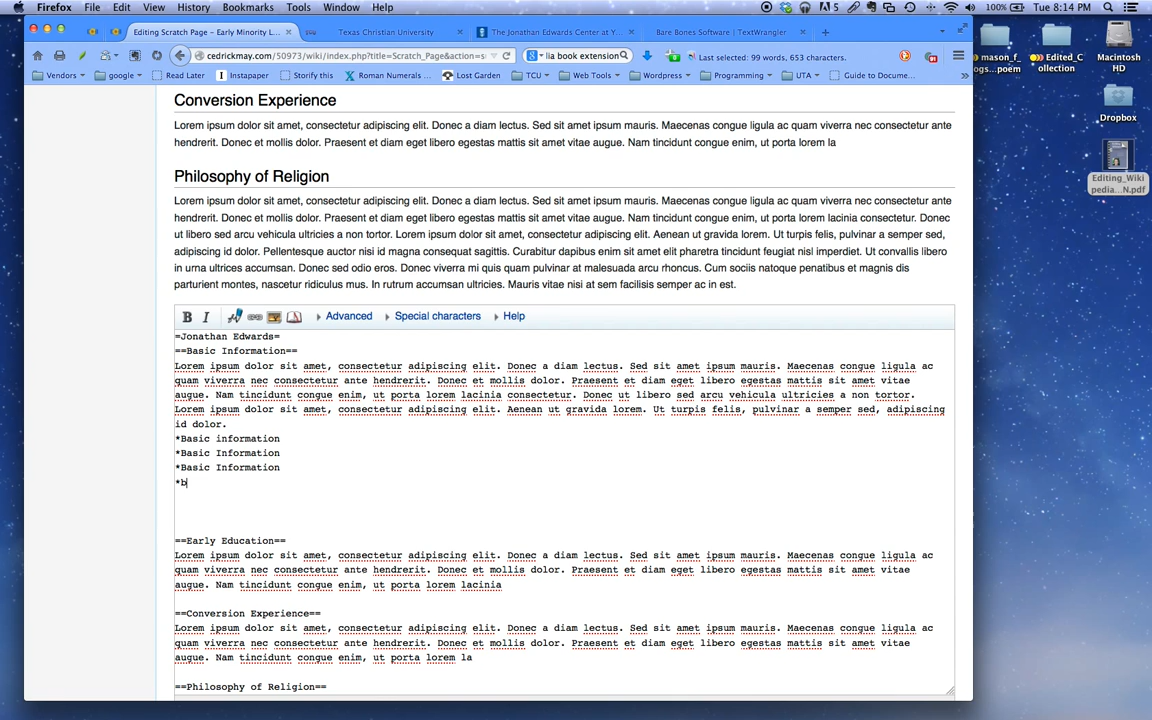 Firefox File Edit View History Bookmarks Tools Window Help 5 100% Tue 8:14 PM
Editing Scratch Page – Early Minority L... Texas Christian University The Jonathan Edwards Center at Y... Bare Bones Software | TextWrangler
cedrickmay.com/50973/wiki/index.php?title=Scratch_Page&action=s lia book extension Last selected: 99 words, 653 characters.
Vendors google Read Later Instapaper Storify this Roman Numerals ... Lost Garden TCU Web Tools Wordpress Programming UTA Guide to Docume...
mason_f_ogs...poem
Edited_Collection
Macintosh HD
Dropbox
Editing_Wikipedia...N.pdf
Conversion Experience
Lorem ipsum dolor sit amet, consectetur adipiscing elit. Donec a diam lectus. Sed sit amet ipsum mauris. Maecenas congue ligula ac quam viverra nec consectetur ante
hendrerit. Donec et mollis dolor. Praesent et diam eget libero egestas mattis sit amet vitae augue. Nam tincidunt congue enim, ut porta lorem la
Philosophy of Religion
Lorem ipsum dolor sit amet, consectetur adipiscing elit. Donec a diam lectus. Sed sit amet ipsum mauris. Maecenas congue ligula ac quam viverra nec consectetur ante
hendrerit. Donec et mollis dolor. Praesent et diam eget libero egestas mattis sit amet vitae augue. Nam tincidunt congue enim, ut porta lorem lacinia consectetur. Donec
ut libero sed arcu vehicula ultricies a non tortor. Lorem ipsum dolor sit amet, consectetur adipiscing elit. Aenean ut gravida lorem. Ut turpis felis, pulvinar a semper sed,
adipiscing id dolor. Pellentesque auctor nisi id magna consequat sagittis. Curabitur dapibus enim sit amet elit pharetra tincidunt feugiat nisl imperdiet. Ut convallis libero
in urna ultrices accumsan. Donec sed odio eros. Donec viverra mi quis quam pulvinar at malesuada arcu rhoncus. Cum sociis natoque penatibus et magnis dis
parturient montes, nascetur ridiculus mus. In rutrum accumsan ultricies. Mauris vitae nisi at sem facilisis semper ac in est.
B I Advanced Special characters Help
=Jonathan Edwards=
==Basic Information==
Lorem ipsum dolor sit amet, consectetur adipiscing elit. Donec a diam lectus. Sed sit amet ipsum mauris. Maecenas congue ligula ac
quam viverra nec consectetur ante hendrerit. Donec et mollis dolor. Praesent et diam eget libero egestas mattis sit amet vitae
augue. Nam tincidunt congue enim, ut porta lorem lacinia consectetur. Donec ut libero sed arcu vehicula ultricies a non tortor.
Lorem ipsum dolor sit amet, consectetur adipiscing elit. Aenean ut gravida lorem. Ut turpis felis, pulvinar a semper sed, adipiscing
id dolor.
*Basic information
*Basic Information
*Basic Information
*b
==Early Education==
Lorem ipsum dolor sit amet, consectetur adipiscing elit. Donec a diam lectus. Sed sit amet ipsum mauris. Maecenas congue ligula ac
quam viverra nec consectetur ante hendrerit. Donec et mollis dolor. Praesent et diam eget libero egestas mattis sit amet vitae
augue. Nam tincidunt congue enim, ut porta lorem lacinia
==Conversion Experience==
Lorem ipsum dolor sit amet, consectetur adipiscing elit. Donec a diam lectus. Sed sit amet ipsum mauris. Maecenas congue ligula ac
quam viverra nec consectetur ante hendrerit. Donec et mollis dolor. Praesent et diam eget libero egestas mattis sit amet vitae
augue. Nam tincidunt congue enim, ut porta lorem la
==Philosophy of Religion==